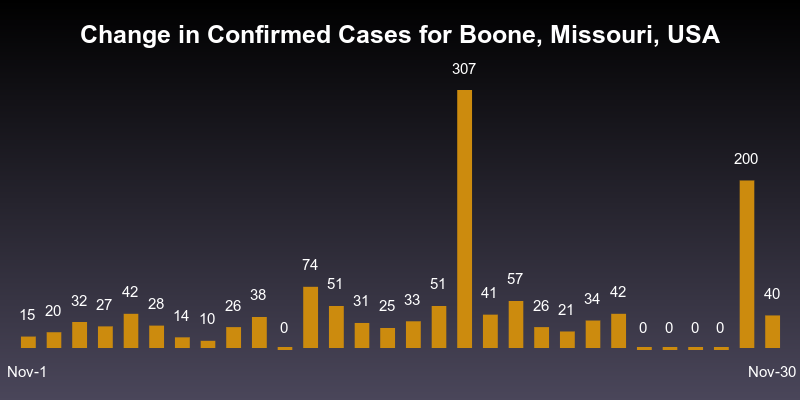 Change in Confirmed Cases for Boone, Missouri, USA
15 20 32 27 42 28 14 10 26 38 0 74 51 31 25 33 51 307 41 57 26 21 34 42 0 0 0 0 200 40
Nov-1 Nov-30